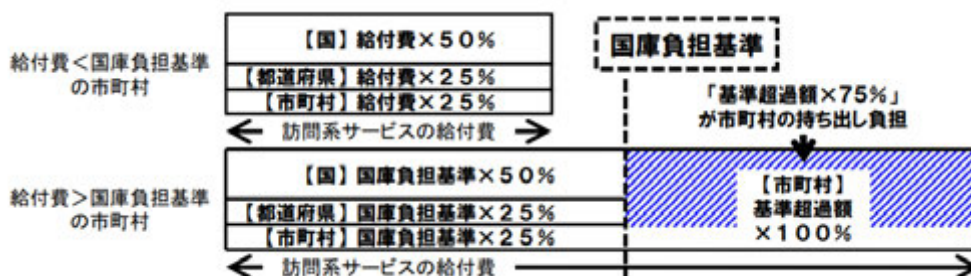 給付費＜国庫負担基準
の市町村
【国】給付費×50%
【都道府県】給付費×25%
【市町村】給付費×25%
訪問系サービスの給付費
国庫負担基準
「基準超過額×75%」
が市町村の持ち出し負担
給付費＞国庫負担基準
の市町村
【国】国庫負担基準×50%
【都道府県】国庫負担基準×25%
【市町村】国庫負担基準×25%
【市町村】
基準超過額
×100%
訪問系サービスの給付費